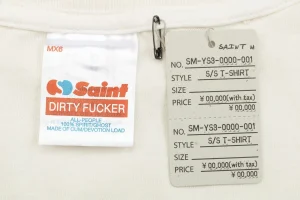 MXS
Saint
DIRTY FUCKER
ALL-PEOPLE
100% SPIRIT/GHOST
MADE OF GUM/DEVOTION LOAD
SAINT M
NO. SM-YS3-0000-001
STYLE S/S T-SHIRT
SIZE
PRICE ¥ 00,000 (with tax)
¥ 00,000
NO. SM-YS3-0000-001
STYLE S/S T-SHIRT
SIZE
PRICE ¥ 00,000 (with tax)
¥ 00,000